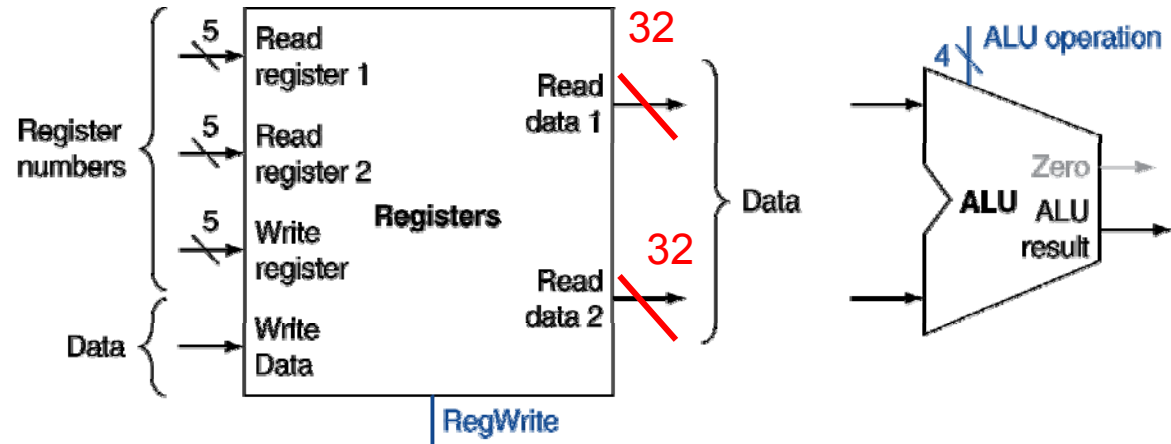 Register
numbers
Data
5
Read
register 1
5
Read
register 2
5
Write
register
Write
Data
Registers
Read
data 1
Read
data 2
RegWrite
32
32
Data
4
ALU operation
Zero
ALU
ALU
result